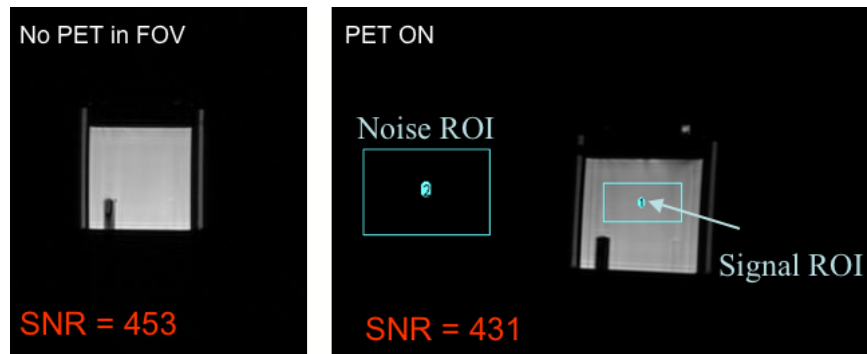 No PET in FOV
SNR = 453
PET ON
Noise ROI
2
1
Signal ROI
SNR = 431